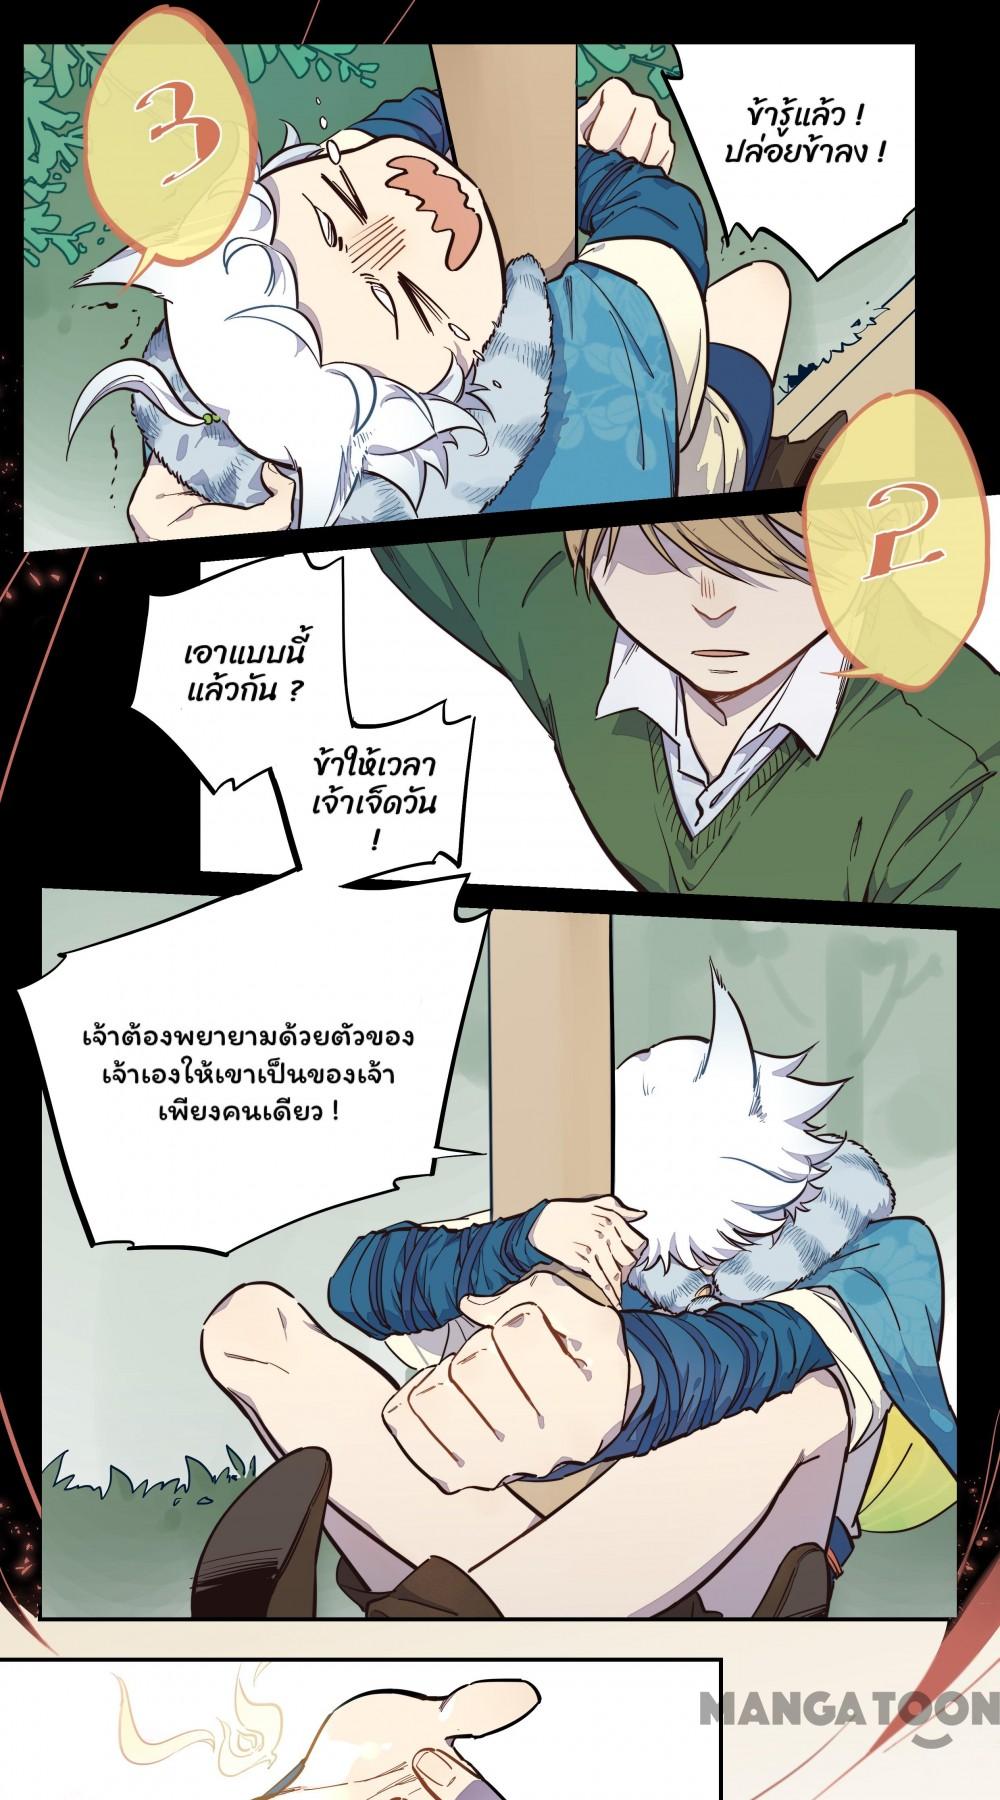 3
ข้ารู้แล้ว !
ปล่อยข้าลง !
2
เอาแบบนี้
แล้วกัน ?
ข้าให้เวลา
เจ้าเจ็ดวัน
!
เจ้าต้องพยายามด้วยตัวของ
เจ้าเองให้เขาเป็นของเจ้า
เพียงคนเดียว !
MANGATOON